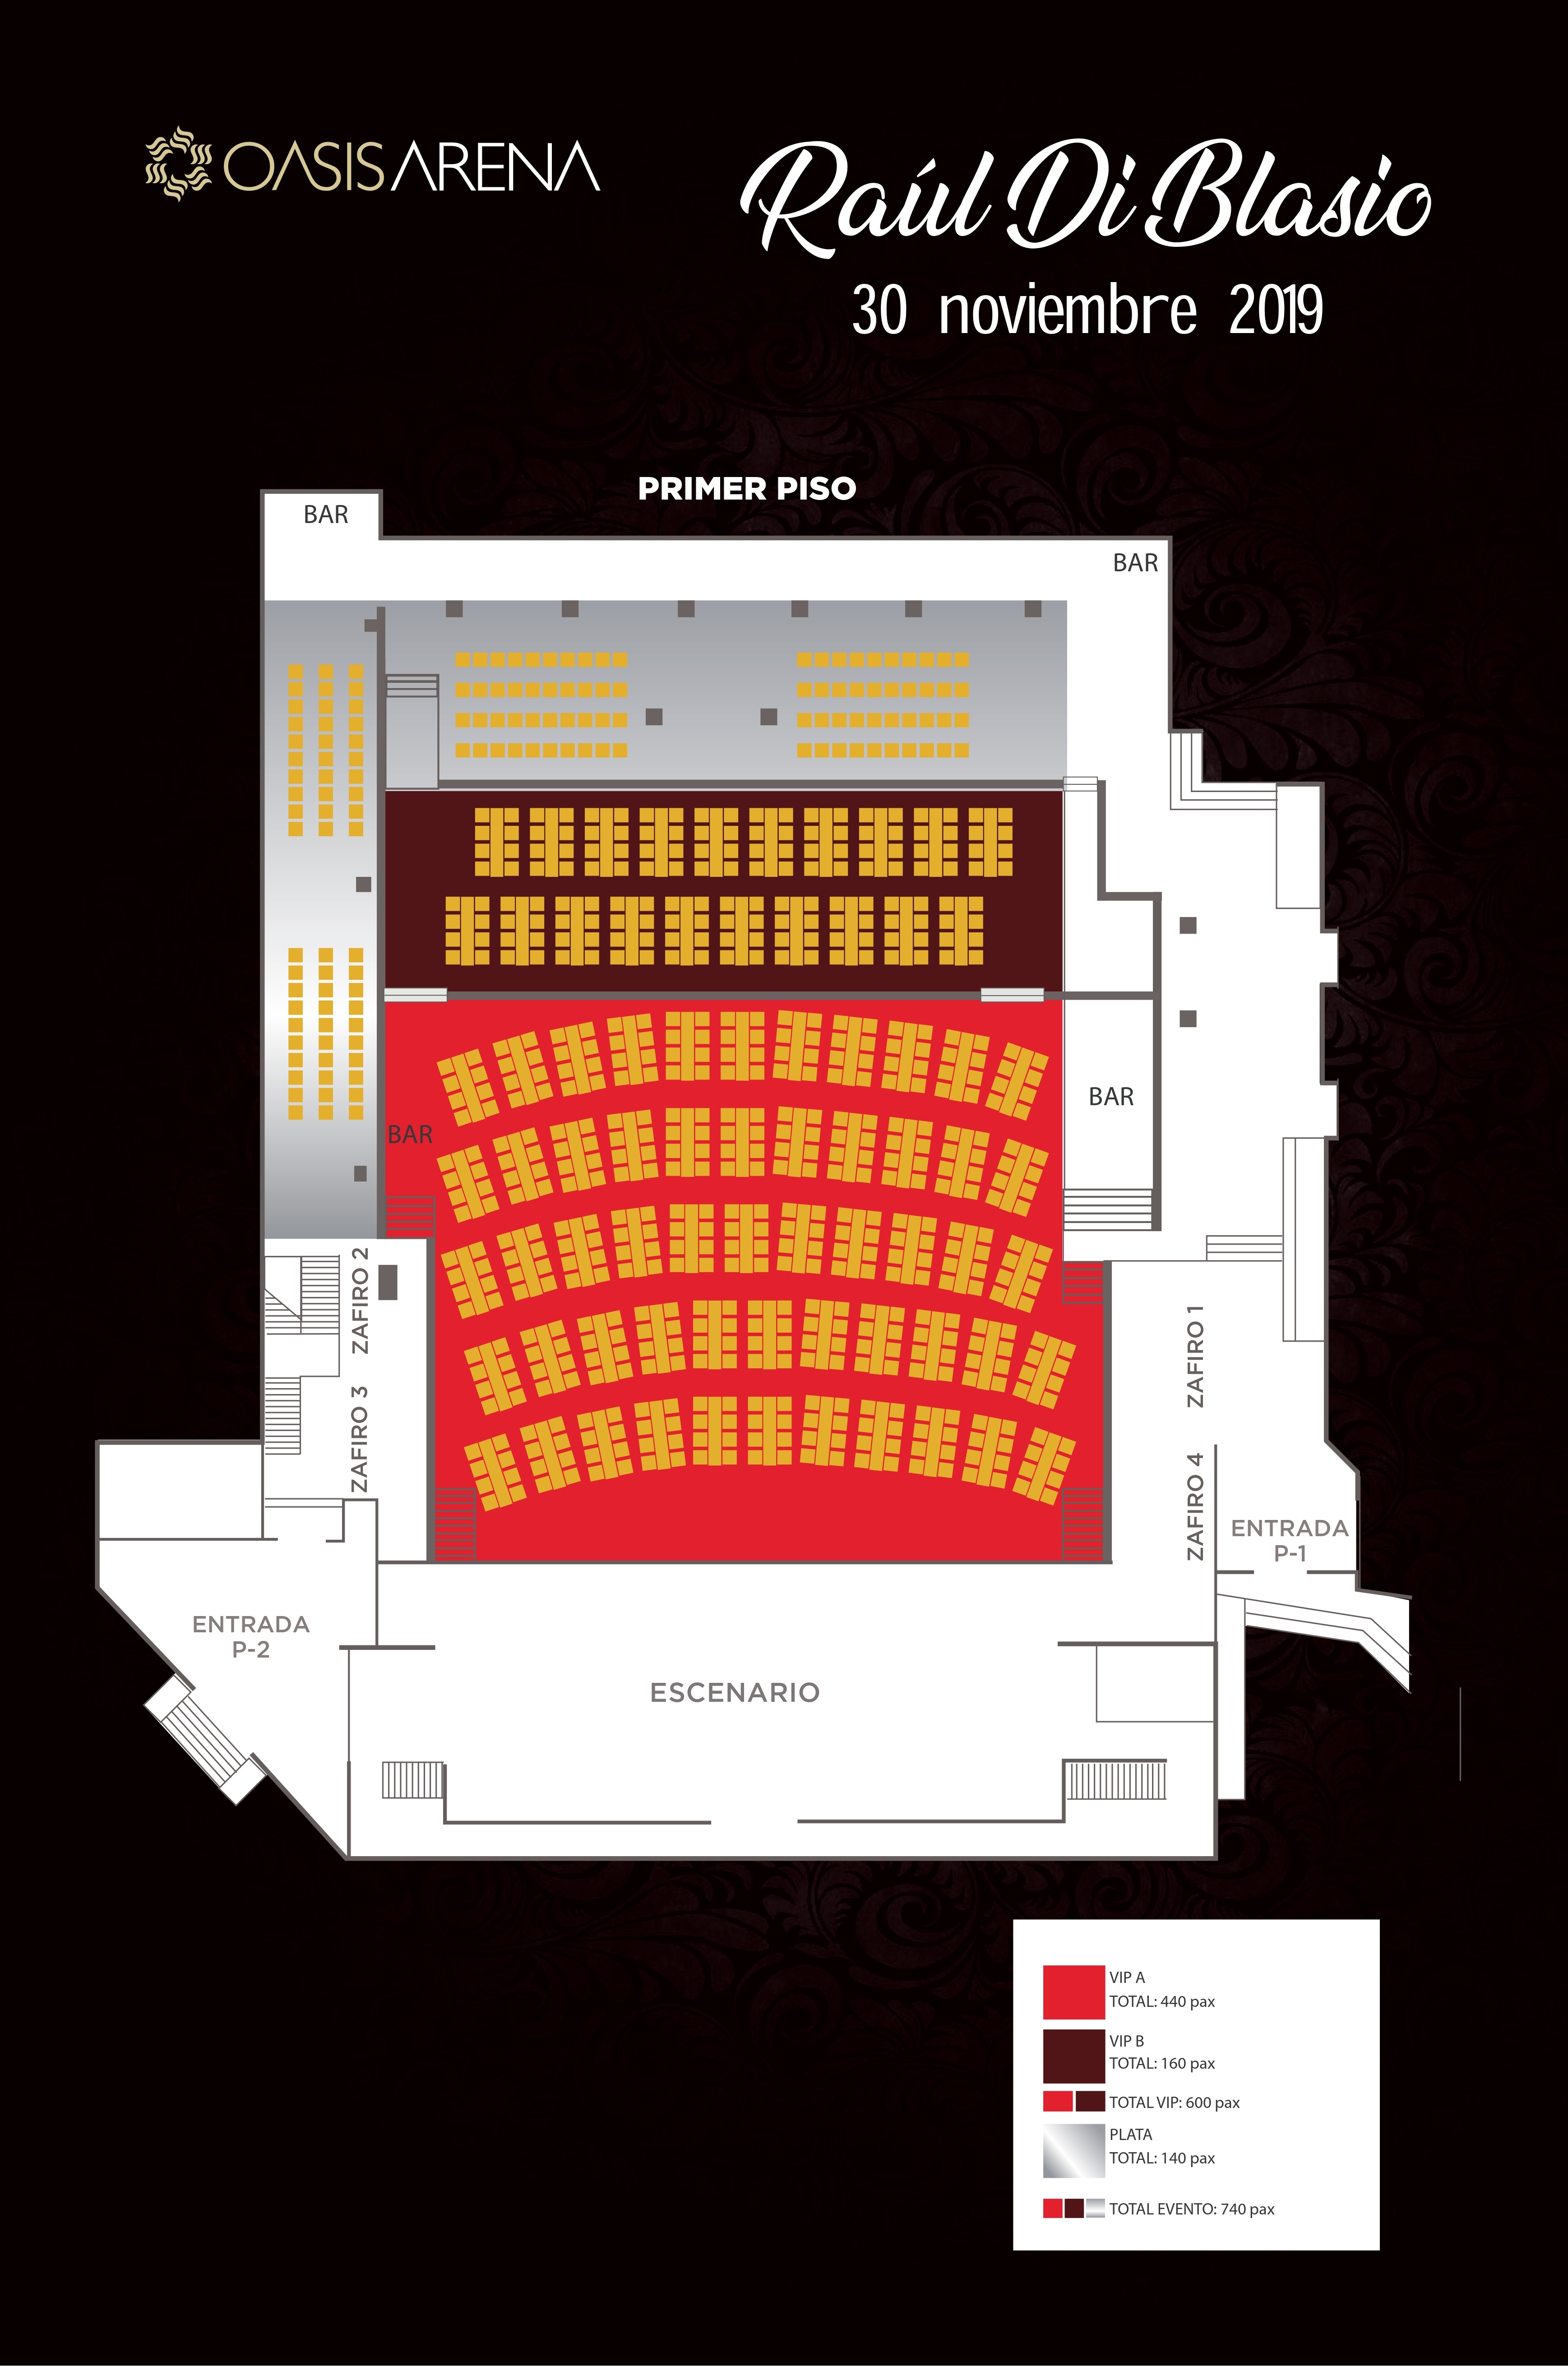 OASIS ARENA
Raúl Di Blasio
30 noviembre 2019
PRIMER PISO
BAR
BAR
BAR
BAR
ZAFIRO 2
ZAFIRO 3
ZAFIRO 1
ZAFIRO 4
ENTRADA
P-1
ENTRADA
P-2
ESCENARIO
VIP A
TOTAL: 440 pax
VIP B
TOTAL: 160 pax
TOTAL VIP: 600 pax
PLATA
TOTAL: 140 pax
TOTAL EVENTO: 740 pax